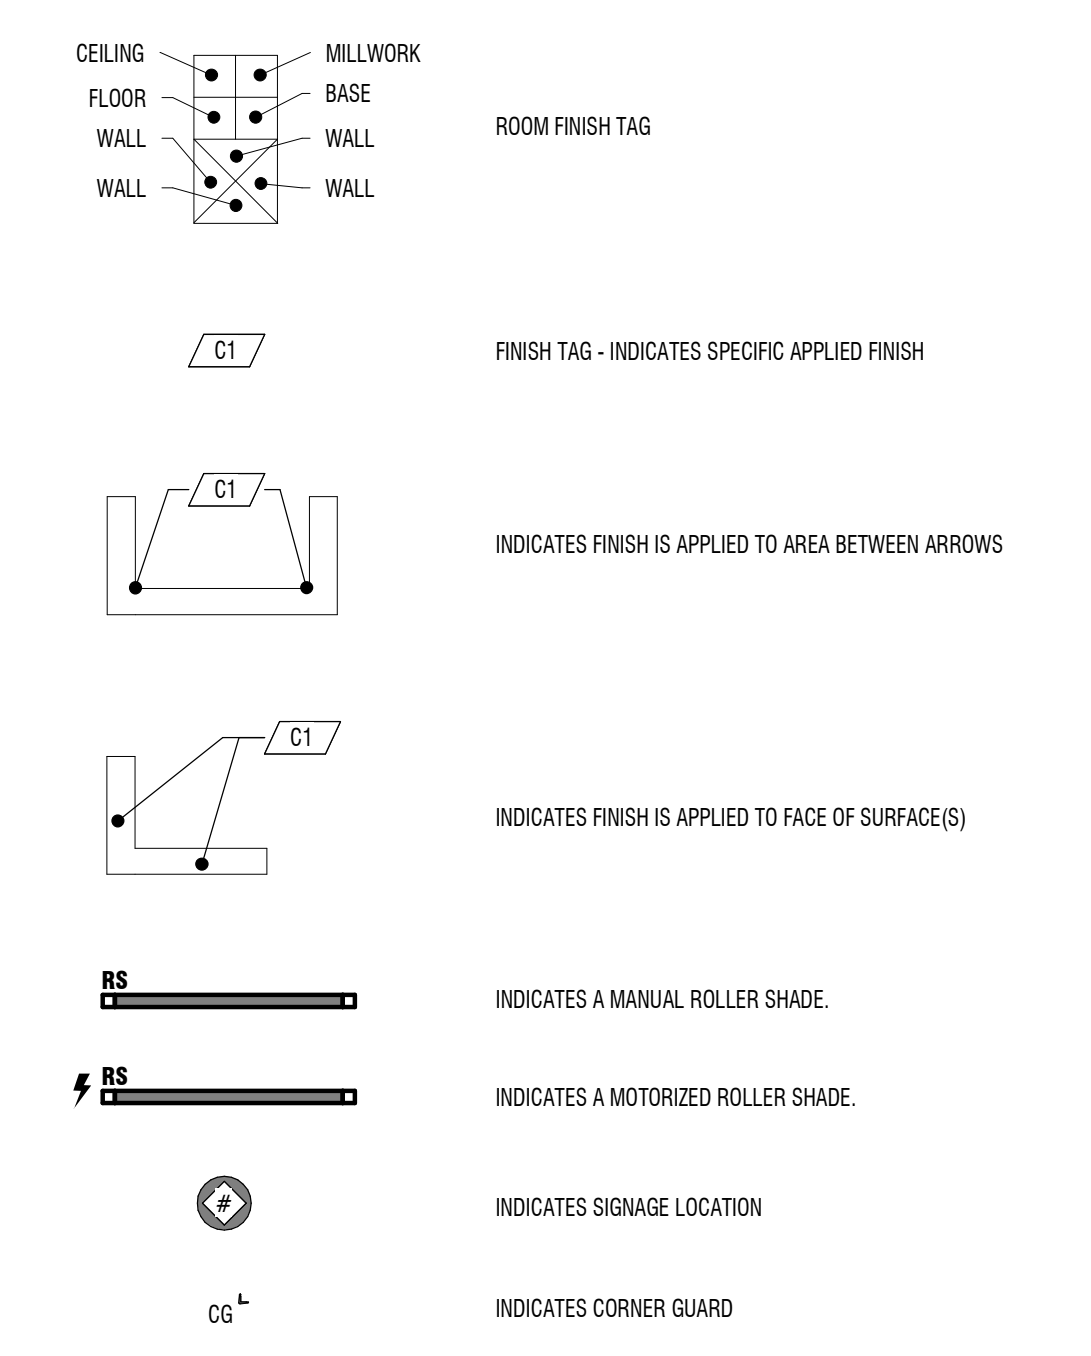 CEILING
MILLWORK
FLOOR
BASE
WALL
WALL
WALL
WALL
ROOM FINISH TAG
C1
FINISH TAG - INDICATES SPECIFIC APPLIED FINISH
C1
INDICATES FINISH IS APPLIED TO AREA BETWEEN ARROWS
C1
INDICATES FINISH IS APPLIED TO FACE OF SURFACE(S)
RS
INDICATES A MANUAL ROLLER SHADE.
RS
INDICATES A MOTORIZED ROLLER SHADE.
#
INDICATES SIGNAGE LOCATION
CG
INDICATES CORNER GUARD